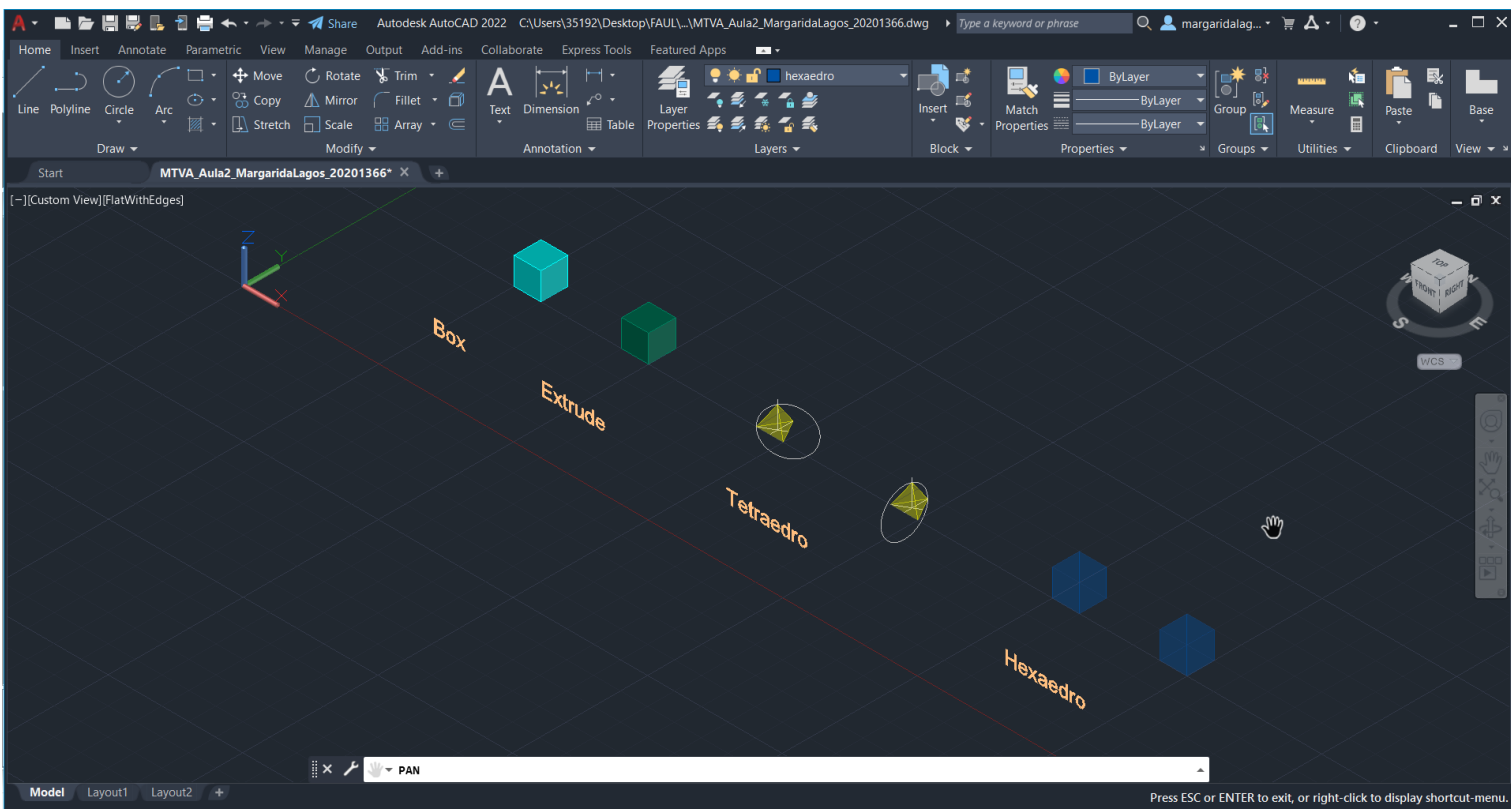 Share Autodesk AutoCAD 2022 C:\Users\35192\Desktop\FAUL\...\MTVA_Aula2_MargaridaLagos_20201366.dwg Type a keyword or phrase margaridalag...
Home Insert Annotate Parametric View Manage Output Add-ins Collaborate Express Tools Featured Apps
Line Polyline Circle Arc
Move Rotate Trim
Copy Mirror Fillet
Stretch Scale Array
Text Dimension
Table
Layer Properties
hexaedro
Insert
Match Properties
ByLayer
ByLayer
ByLayer
Group
Measure
Paste
Base
Draw Modify Annotation Layers Block Properties Groups Utilities Clipboard View
Start MTVA_Aula2_MargaridaLagos_20201366*
[−][Custom View][FlatWithEdges]
Z
Y
X
TOP
FRONT RIGHT
W N
S E
WCS
Box
Extrude
Tetraedro
Hexaedro
PAN
Model Layout1 Layout2 +
Press ESC or ENTER to exit, or right-click to display shortcut-menu.